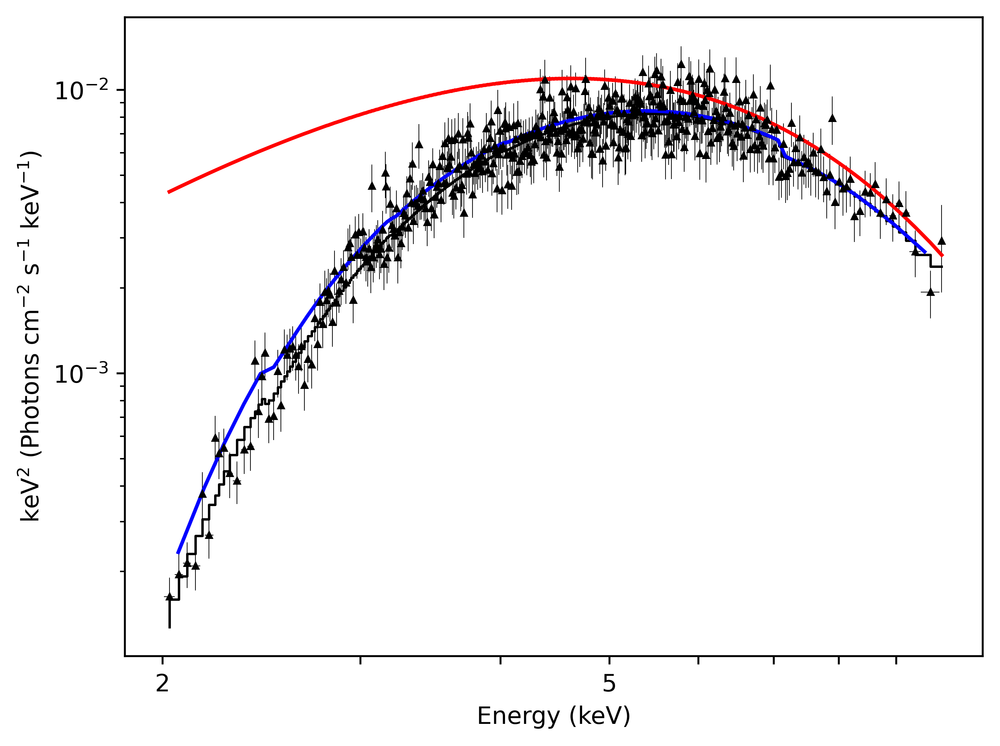 10⁻²
10⁻³
keV² (Photons cm⁻² s⁻¹ keV⁻¹)
2 5
Energy (keV)